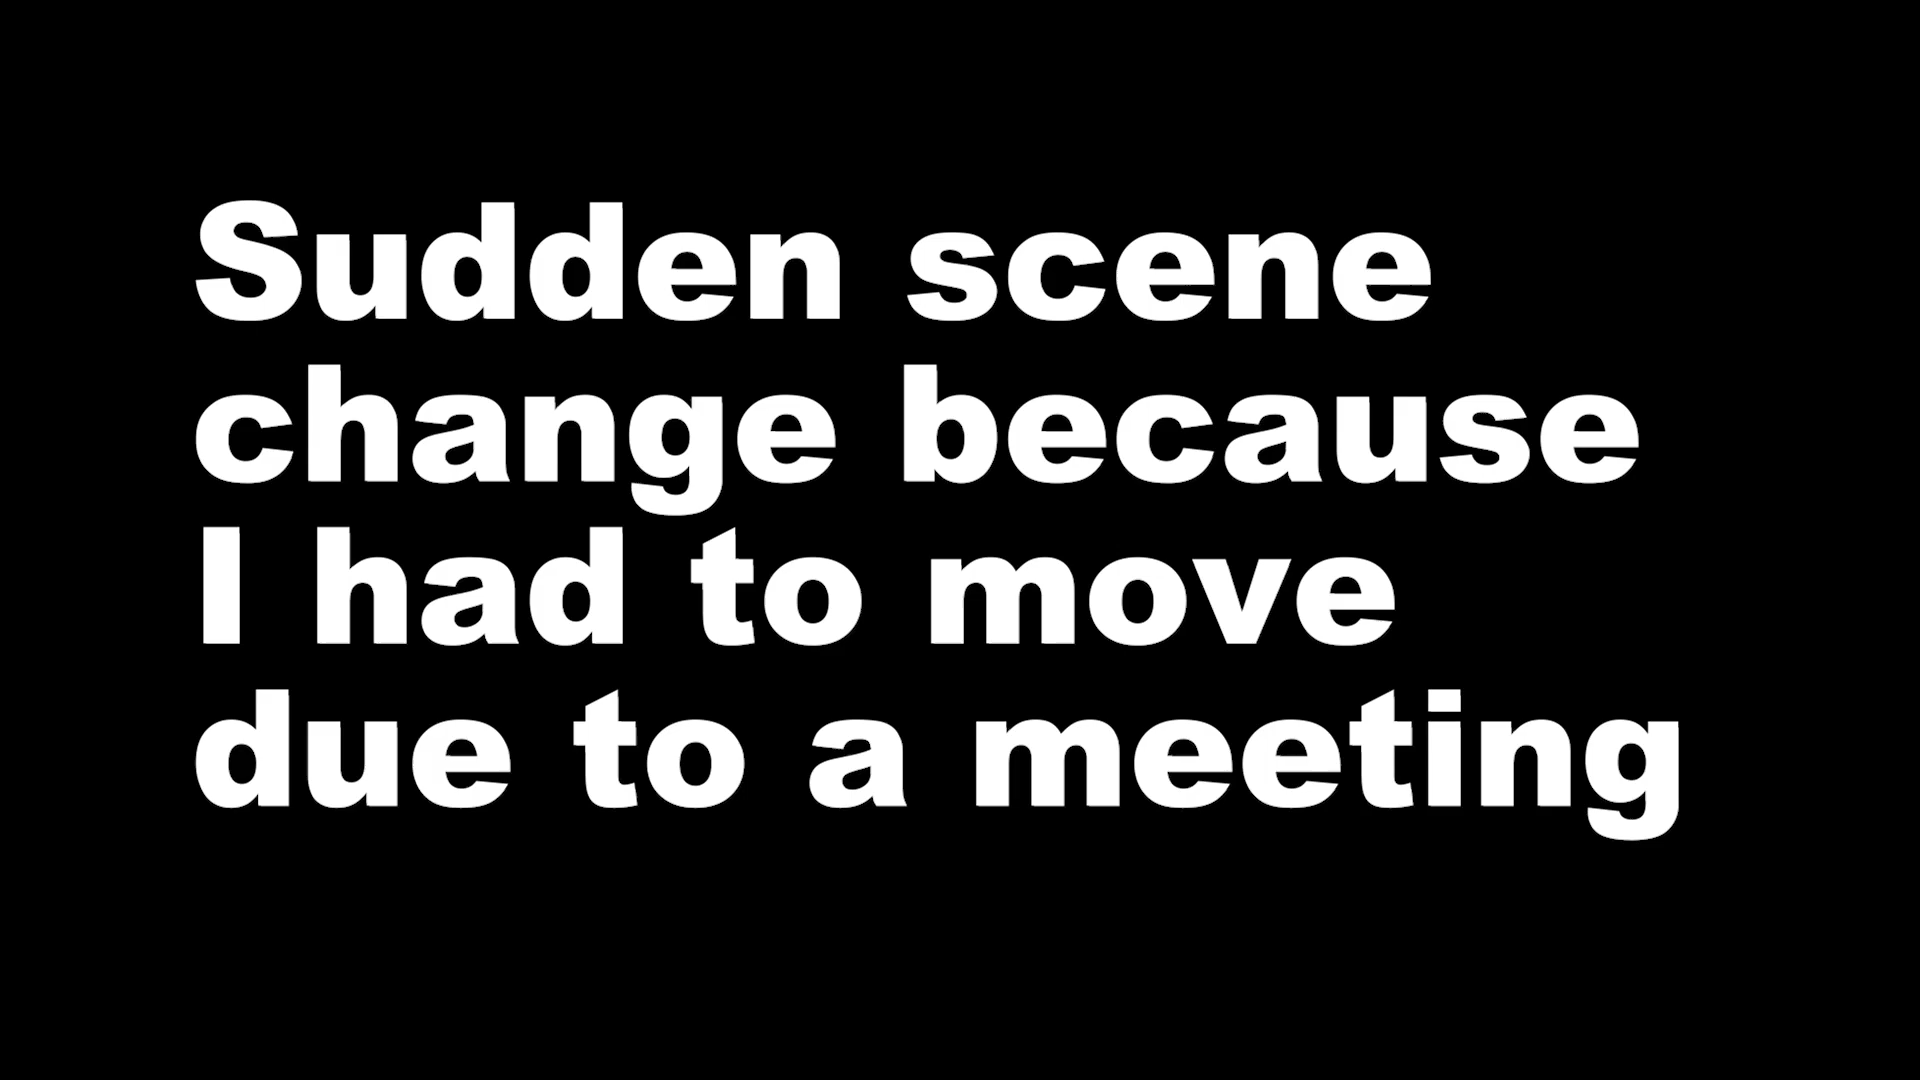 Sudden scene
change because
I had to move
due to a meeting